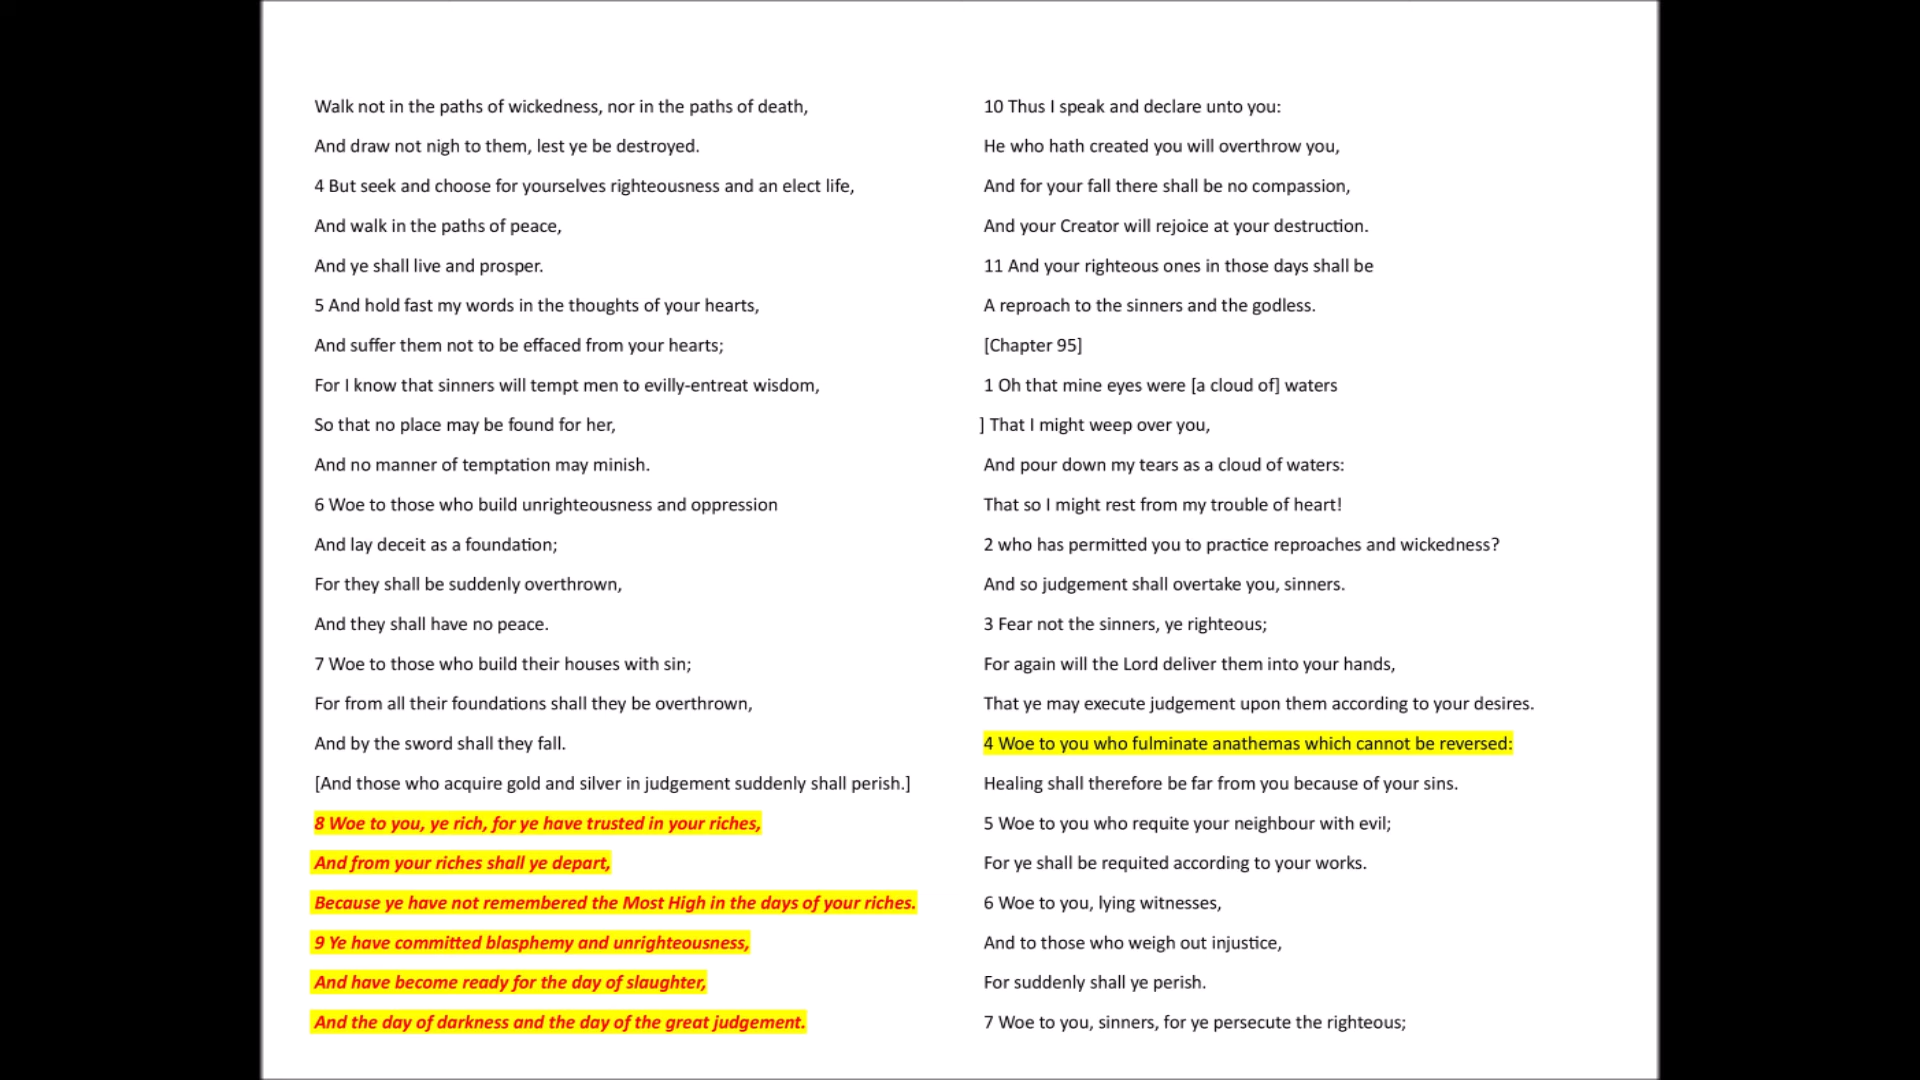 Walk not in the paths of wickedness, nor in the paths of death,
And draw not nigh to them, lest ye be destroyed.
4 But seek and choose for yourselves righteousness and an elect life,
And walk in the paths of peace,
And ye shall live and prosper.
5 And hold fast my words in the thoughts of your hearts,
And suffer them not to be effaced from your hearts;
For I know that sinners will tempt men to evilly-entreat wisdom,
So that no place may be found for her,
And no manner of temptation may minish.
6 Woe to those who build unrighteousness and oppression
And lay deceit as a foundation;
For they shall be suddenly overthrown,
And they shall have no peace.
7 Woe to those who build their houses with sin;
For from all their foundations shall they be overthrown,
And by the sword shall they fall.
[And those who acquire gold and silver in judgement suddenly shall perish.]
8 Woe to you, ye rich, for ye have trusted in your riches,
And from your riches shall ye depart,
Because ye have not remembered the Most High in the days of your riches.
9 Ye have committed blasphemy and unrighteousness,
And have become ready for the day of slaughter,
And the day of darkness and the day of the great judgement.
10 Thus I speak and declare unto you:
He who hath created you will overthrow you,
And for your fall there shall be no compassion,
And your Creator will rejoice at your destruction.
11 And your righteous ones in those days shall be
A reproach to the sinners and the godless.
[Chapter 95]
1 Oh that mine eyes were [a cloud of] waters
] That I might weep over you,
And pour down my tears as a cloud of waters:
That so I might rest from my trouble of heart!
2 who has permitted you to practice reproaches and wickedness?
And so judgement shall overtake you, sinners.
3 Fear not the sinners, ye righteous;
For again will the Lord deliver them into your hands,
That ye may execute judgement upon them according to your desires.
4 Woe to you who fulminate anathemas which cannot be reversed:
Healing shall therefore be far from you because of your sins.
5 Woe to you who requite your neighbour with evil;
For ye shall be requited according to your works.
6 Woe to you, lying witnesses,
And to those who weigh out injustice,
For suddenly shall ye perish.
7 Woe to you, sinners, for ye persecute the righteous;